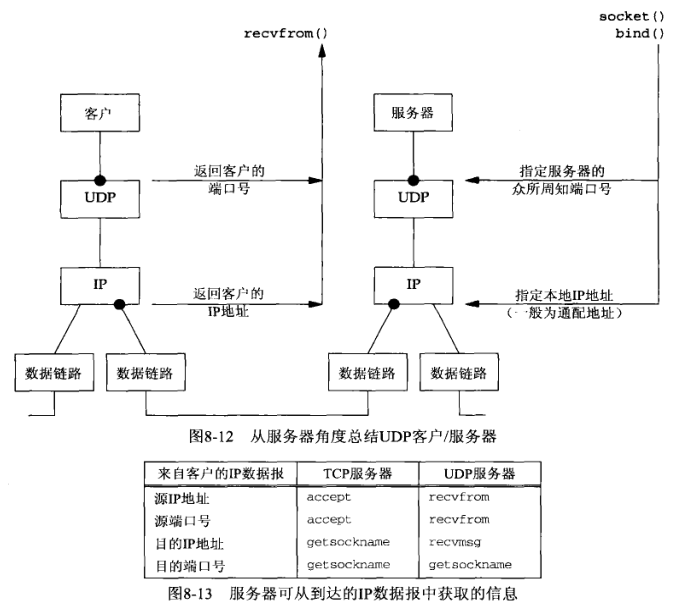 socket()
recvfrom()
bind()
客户
服务器
返回客户的
端口号
指定服务器的
众所周知端口号
UDP
UDP
IP
IP
返回客户的
IP地址
指定本地IP地址
(一般为通配地址)
数据链路
数据链路
数据链路
数据链路
图8-12 从服务器角度总结UDP客户/服务器
来自客户的IP数据报 TCP服务器 UDP服务器
源IP地址 accept recvfrom
源端口号 accept recvfrom
目的IP地址 getsockname recvmsg
目的端口号 getsockname getsockname
图8-13 服务器可从到达的IP数据报中获取的信息